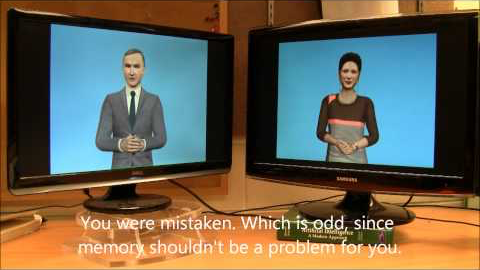 SAMSUNG
You were mistaken. Which is odd, since
Artificial Intelligence
A Modern Approach
memory shouldn't be a problem for you.